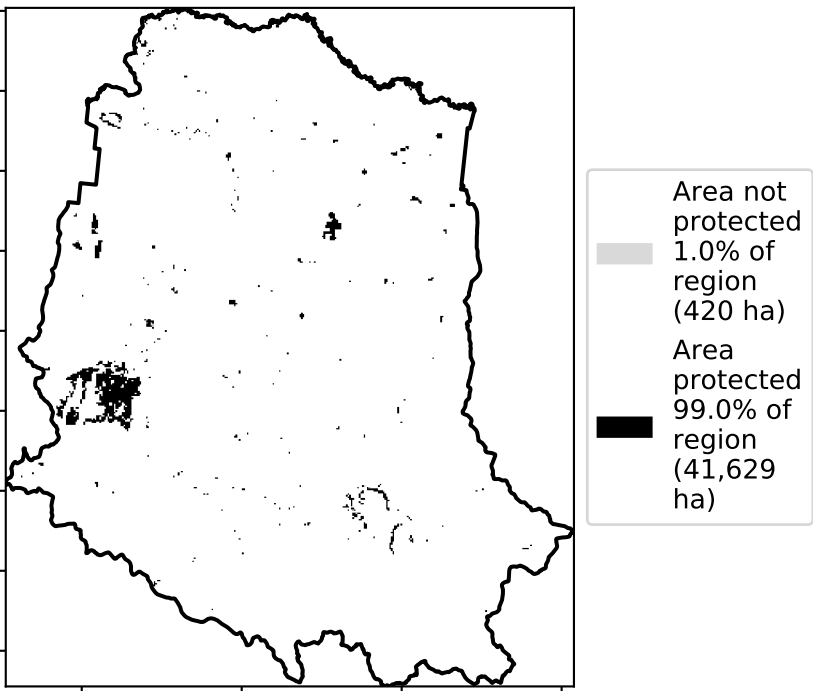 Area not
protected
1.0% of
region
(420 ha)
Area
protected
99.0% of
region
(41,629
ha)